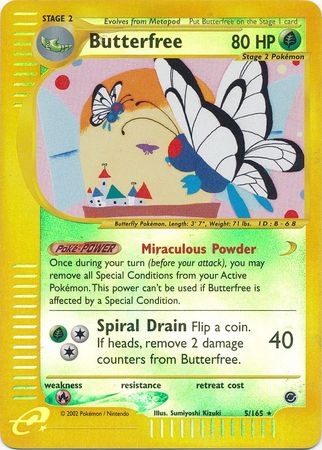 STAGE 2
Evolves from Metapod
Put Butterfree on the Stage 1 card
Butterfree 80 HP
Stage 2 Pokémon
Butterfly Pokémon. Length: 3' 7", Weight: 71 lbs. ID: B - 68
POKÉ-POWER Miraculous Powder
Once during your turn (before your attack), you may
remove all Special Conditions from your Active
Pokémon. This power can't be used if Butterfree is
affected by a Special Condition.
Spiral Drain Flip a coin. 40
If heads, remove 2 damage
counters from Butterfree.
weakness resistance retreat cost
e
© 2002 Pokémon / Nintendo Illus. Sumiyoshi Kizuki 5/165 ★